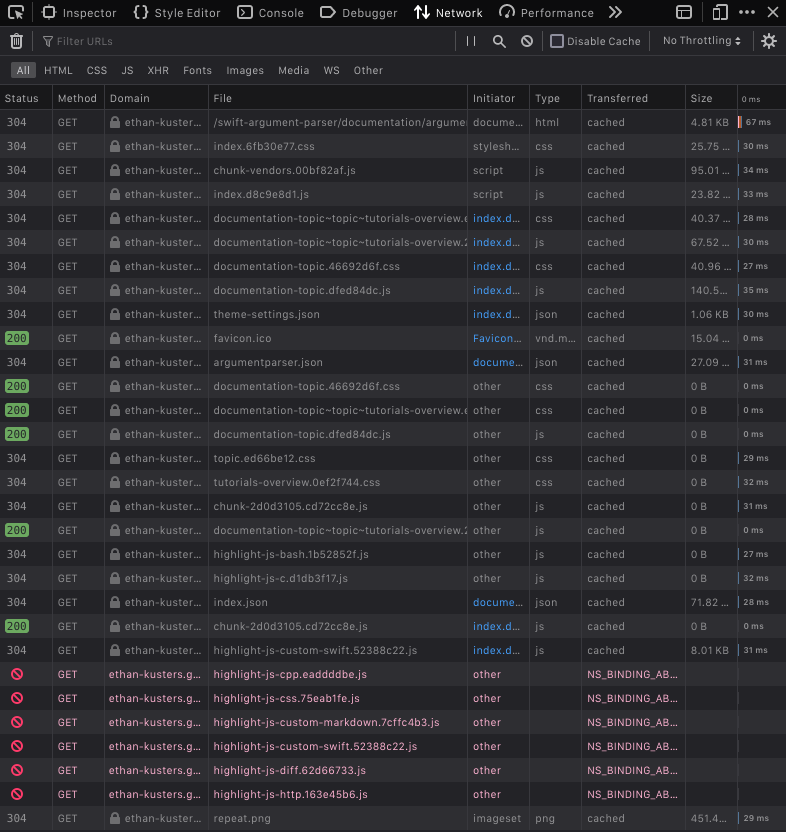 Inspector Style Editor Console Debugger Network Performance
Filter URLs Disable Cache No Throttling
All HTML CSS JS XHR Fonts Images Media WS Other
Status Method Domain File Initiator Type Transferred Size 0 ms
304 GET ethan-kuster... /swift-argument-parser/documentation/argume docume... html cached 4.81 KB 67 ms
304 GET ethan-kuster... index.6fb30e77.css stylesh... css cached 25.75 ... 30 ms
304 GET ethan-kuster... chunk-vendors.00bf82af.js script js cached 95.01 ... 34 ms
304 GET ethan-kuster... index.d8c9e8d1.js script js cached 23.82 ... 33 ms
304 GET ethan-kuster... documentation-topic~topic~tutorials-overview.e index.d... css cached 40.37 ... 28 ms
304 GET ethan-kuster... documentation-topic~topic~tutorials-overview.2 index.d... js cached 67.52 ... 30 ms
304 GET ethan-kuster... documentation-topic.46692d6f.css index.d... css cached 40.96 ... 27 ms
304 GET ethan-kuster... documentation-topic.dfed84dc.js index.d... js cached 140.5... 35 ms
304 GET ethan-kuster... theme-settings.json index.d... json cached 1.06 KB 30 ms
200 GET ethan-kuster... favicon.ico Favicon... vnd.m... cached 15.04 ... 0 ms
304 GET ethan-kuster... argumentparser.json docume... json cached 27.09 ... 31 ms
200 GET ethan-kuster... documentation-topic.46692d6f.css other css cached 0 B 0 ms
200 GET ethan-kuster... documentation-topic~topic~tutorials-overview.e other css cached 0 B 0 ms
200 GET ethan-kuster... documentation-topic.dfed84dc.js other js cached 0 B 0 ms
304 GET ethan-kuster... topic.ed66be12.css other css cached 0 B 29 ms
304 GET ethan-kuster... tutorials-overview.0ef2f744.css other css cached 0 B 32 ms
304 GET ethan-kuster... chunk-2d0d3105.cd72cc8e.js other js cached 0 B 31 ms
200 GET ethan-kuster... documentation-topic~topic~tutorials-overview.2 other js cached 0 B 0 ms
304 GET ethan-kuster... highlight-js-bash.1b52852f.js other js cached 0 B 27 ms
304 GET ethan-kuster... highlight-js-c.d1db3f17.js other js cached 0 B 32 ms
304 GET ethan-kuster... index.json docume... json cached 71.82 ... 28 ms
200 GET ethan-kuster... chunk-2d0d3105.cd72cc8e.js index.d... js cached 0 B 0 ms
304 GET ethan-kuster... highlight-js-custom-swift.52388c22.js index.d... js cached 8.01 KB 31 ms
GET ethan-kusters.g... highlight-js-cpp.eaddddbe.js other NS_BINDING_AB...
GET ethan-kusters.g... highlight-js-css.75eab1fe.js other NS_BINDING_AB...
GET ethan-kusters.g... highlight-js-custom-markdown.7cffc4b3.js other NS_BINDING_AB...
GET ethan-kusters.g... highlight-js-custom-swift.52388c22.js other NS_BINDING_AB...
GET ethan-kusters.g... highlight-js-diff.62d66733.js other NS_BINDING_AB...
GET ethan-kusters.g... highlight-js-http.163e45b6.js other NS_BINDING_AB...
304 GET ethan-kuster... repeat.png imageset png cached 451.4... 29 ms